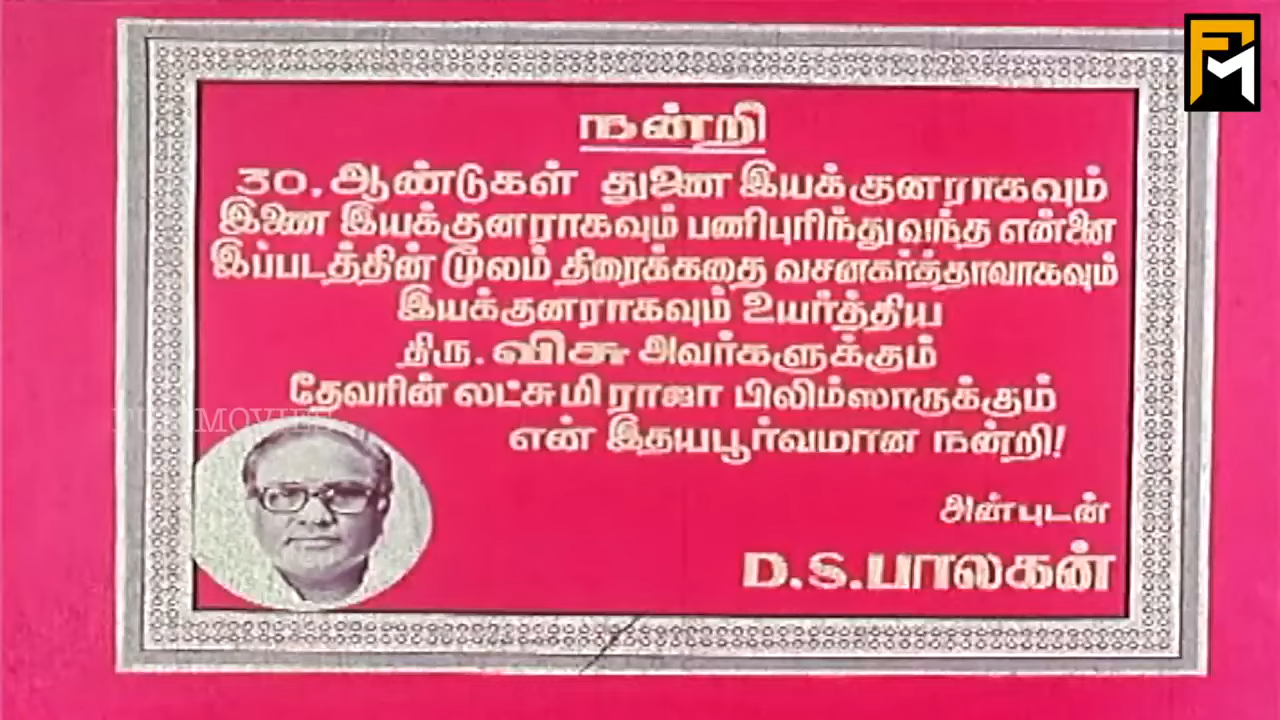 நன்றி
30, ஆண்டுகள் துணை இயக்குனராகவும்
இணை இயக்குனராகவும் பணிபுரிந்துவந்த என்னை
இப்படத்தின் மூலம் திரைக்கதை வசனகர்த்தாவாகவும்
இயக்குனராகவும் உயர்த்திய
திரு. விசு அவர்களுக்கும்
தேவரின் லட்சுமி ராஜா பிலிம்ஸாருக்கும்
என் இதயபூர்வமான நன்றி!
அன்புடன்
D.S.பாலகன்